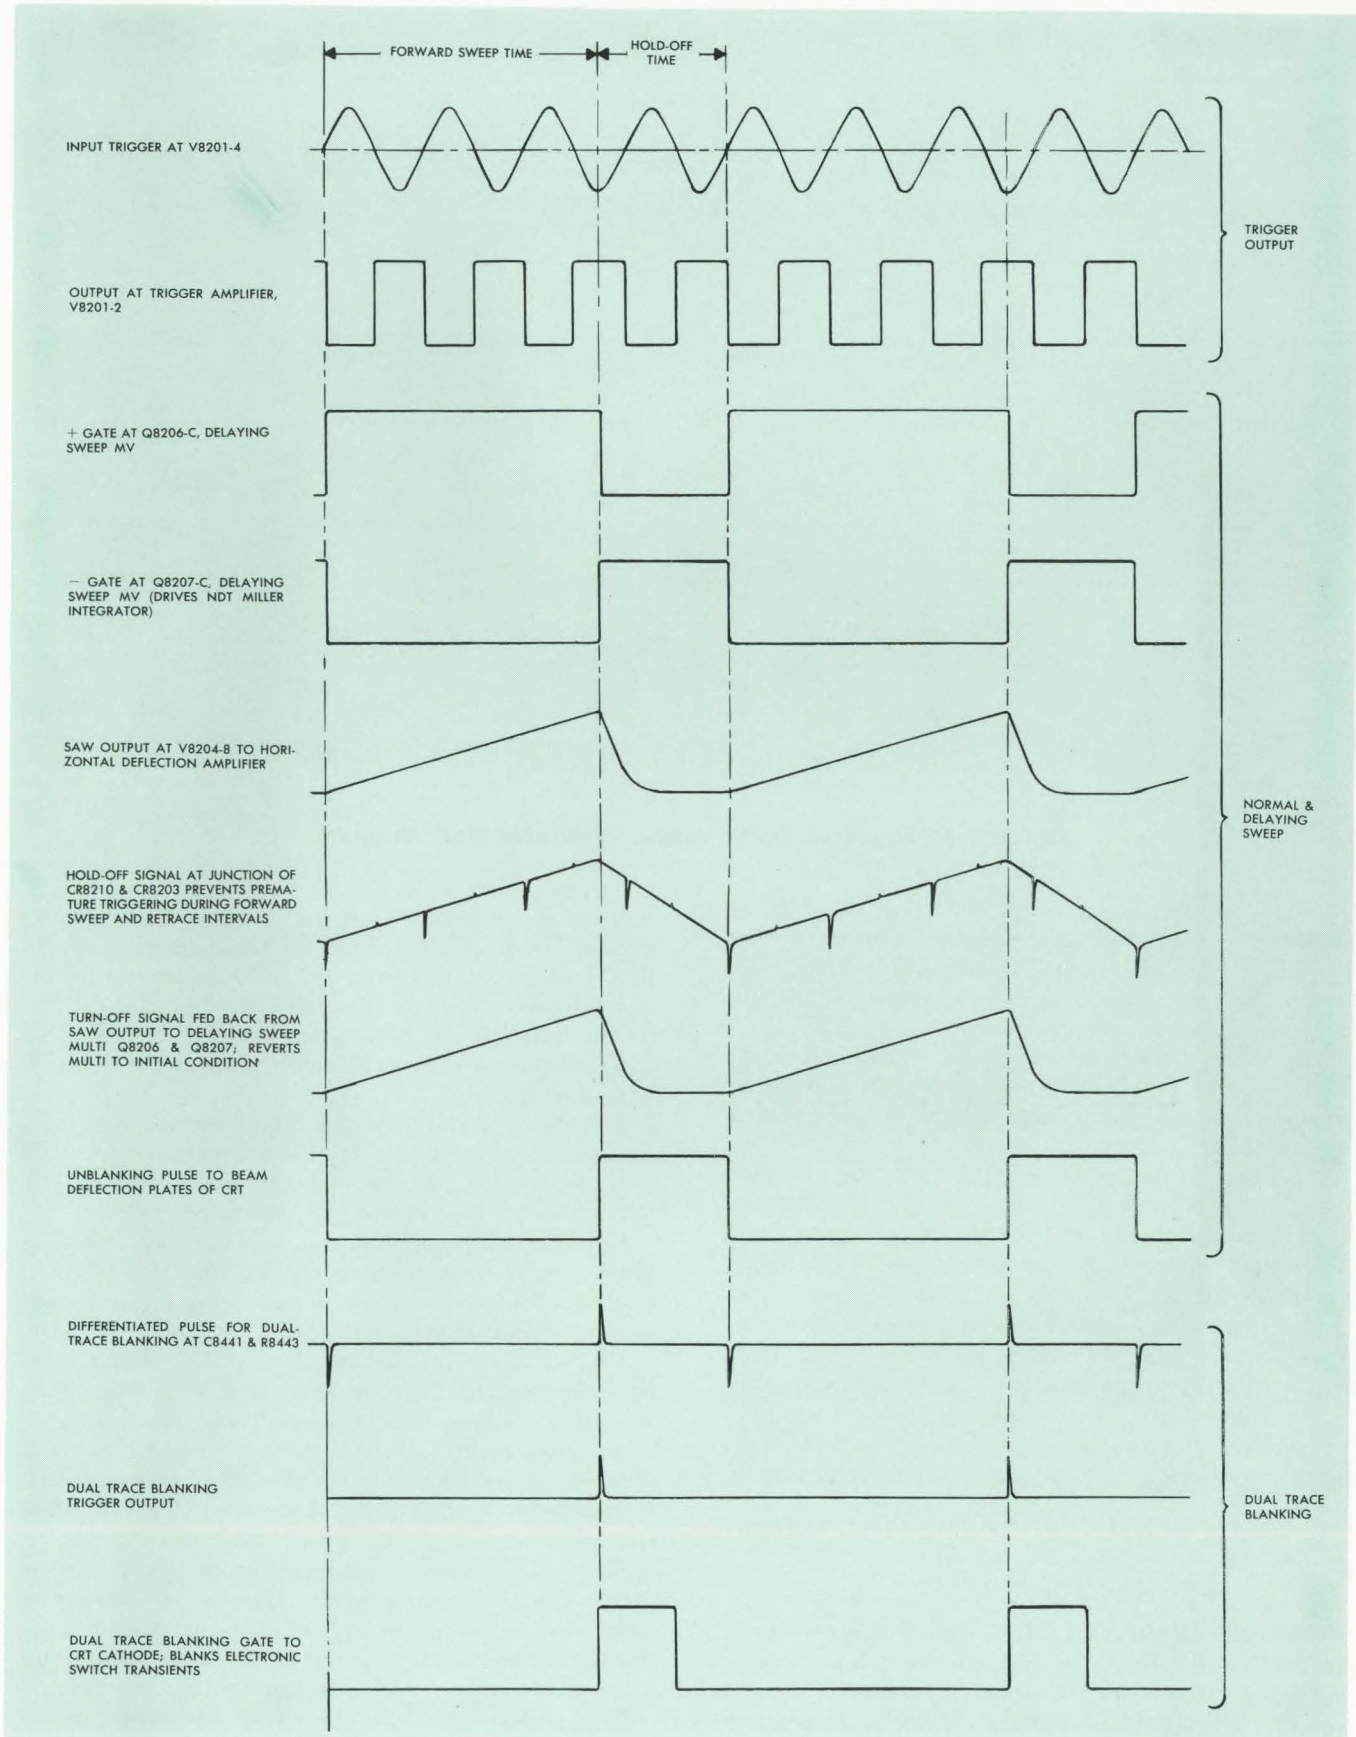 FORWARD SWEEP TIME
HOLD-OFF
TIME
INPUT TRIGGER AT V8201-4
TRIGGER
OUTPUT
OUTPUT AT TRIGGER AMPLIFIER,
V8201-2
+ GATE AT Q8206-C, DELAYING
SWEEP MV
— GATE AT Q8207-C, DELAYING
SWEEP MV (DRIVES NDT MILLER
INTEGRATOR)
SAW OUTPUT AT V8204-8 TO HORI-
ZONTAL DEFLECTION AMPLIFIER
NORMAL &
DELAYING
SWEEP
HOLD-OFF SIGNAL AT JUNCTION OF
CR8210 & CR8203 PREVENTS PREMA-
TURE TRIGGERING DURING FORWARD
SWEEP AND RETRACE INTERVALS
TURN-OFF SIGNAL FED BACK FROM
SAW OUTPUT TO DELAYING SWEEP
MULTI Q8206 & Q8207; REVERTS
MULTI TO INITIAL CONDITION
UNBLANKING PULSE TO BEAM
DEFLECTION PLATES OF CRT
DIFFERENTIATED PULSE FOR DUAL-
TRACE BLANKING AT C8441 & R8443
DUAL TRACE BLANKING
TRIGGER OUTPUT
DUAL TRACE
BLANKING
DUAL TRACE BLANKING GATE TO
CRT CATHODE; BLANKS ELECTRONIC
SWITCH TRANSIENTS